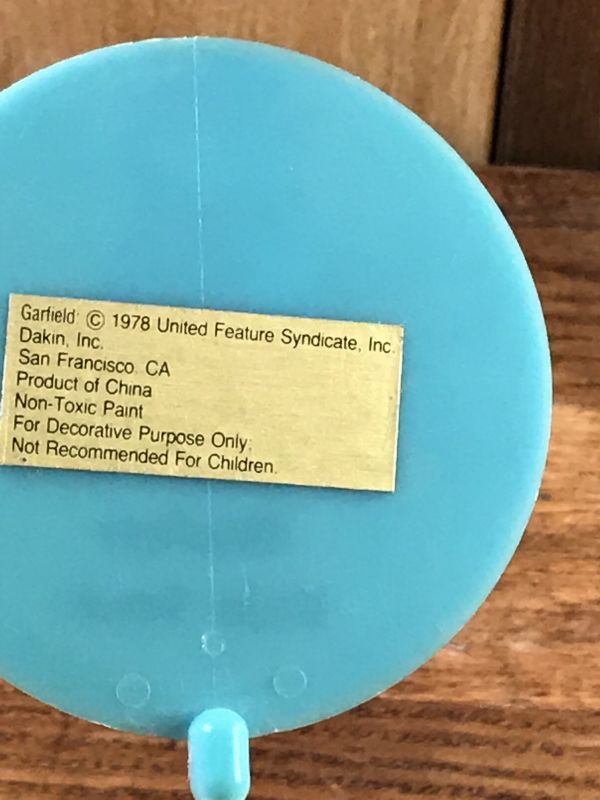 Garfield © 1978 United Feature Syndicate, Inc.
Dakin, Inc.
San Francisco, CA
Product of China
Non-Toxic Paint
For Decorative Purpose Only;
Not Recommended For Children.